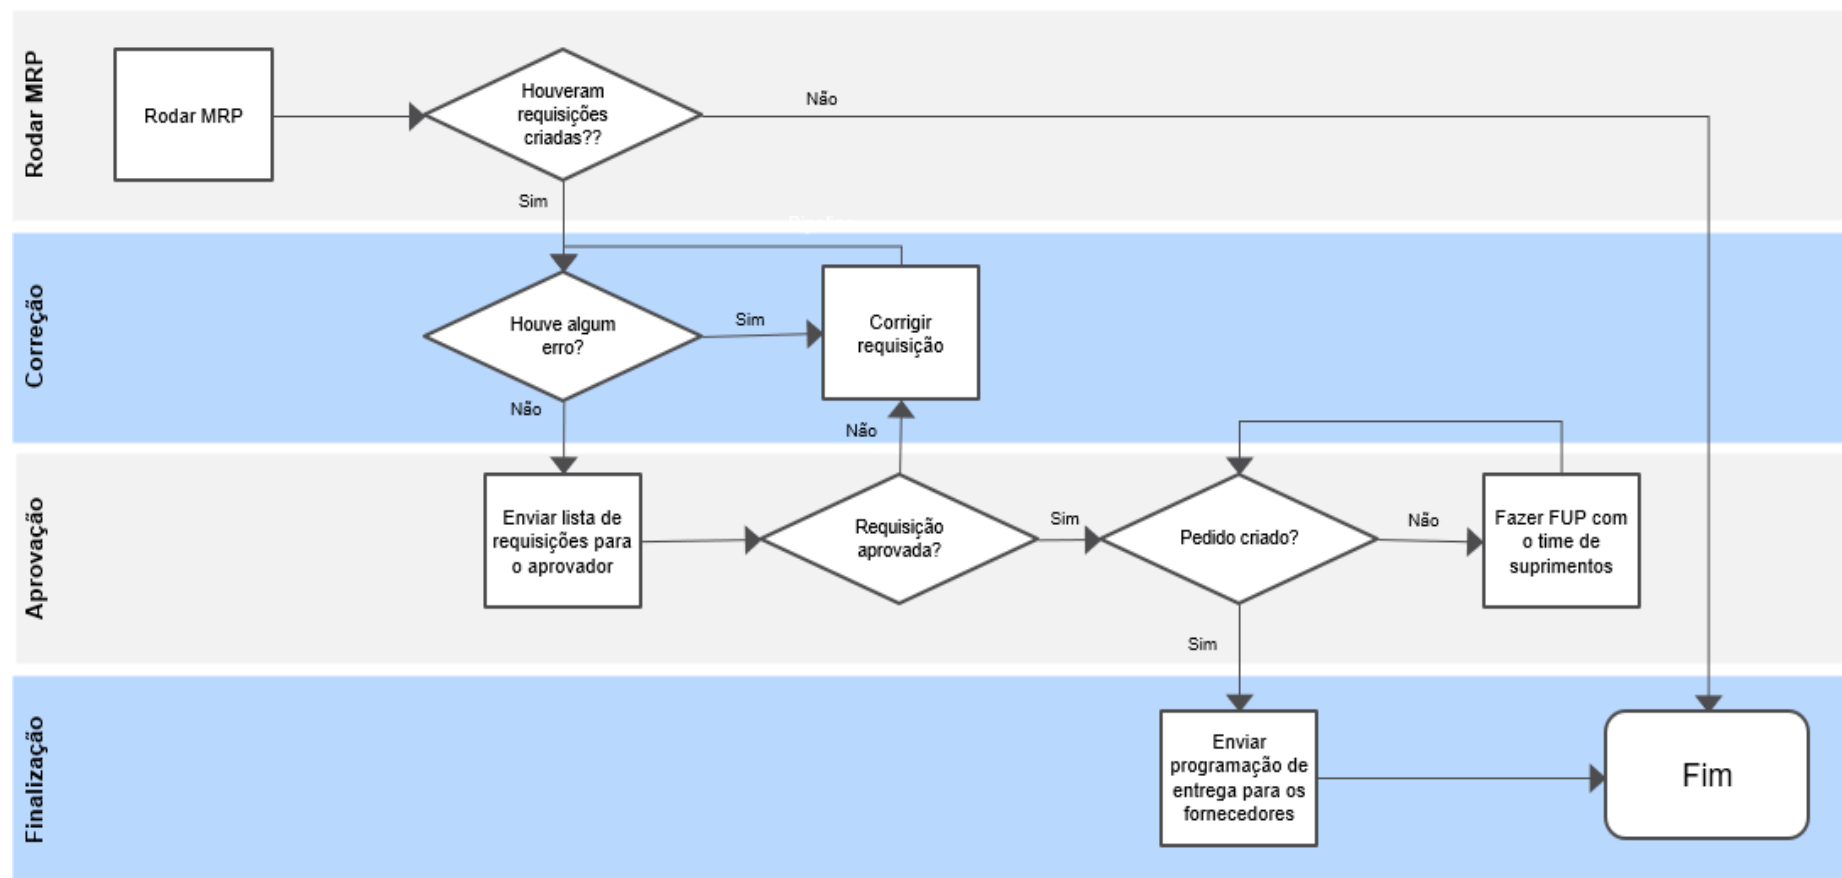 Rodar MRP
Rodar MRP
Houveram
requisições
criadas??
Não
Sim
Correção
Houve algum
erro?
Sim
Corrigir
requisição
Não
Não
Aprovação
Enviar lista de
requisições para
o aprovador
Requisição
aprovada?
Sim
Pedido criado?
Não
Fazer FUP com
o time de
suprimentos
Sim
Finalização
Enviar
programação de
entrega para os
fornecedores
Fim